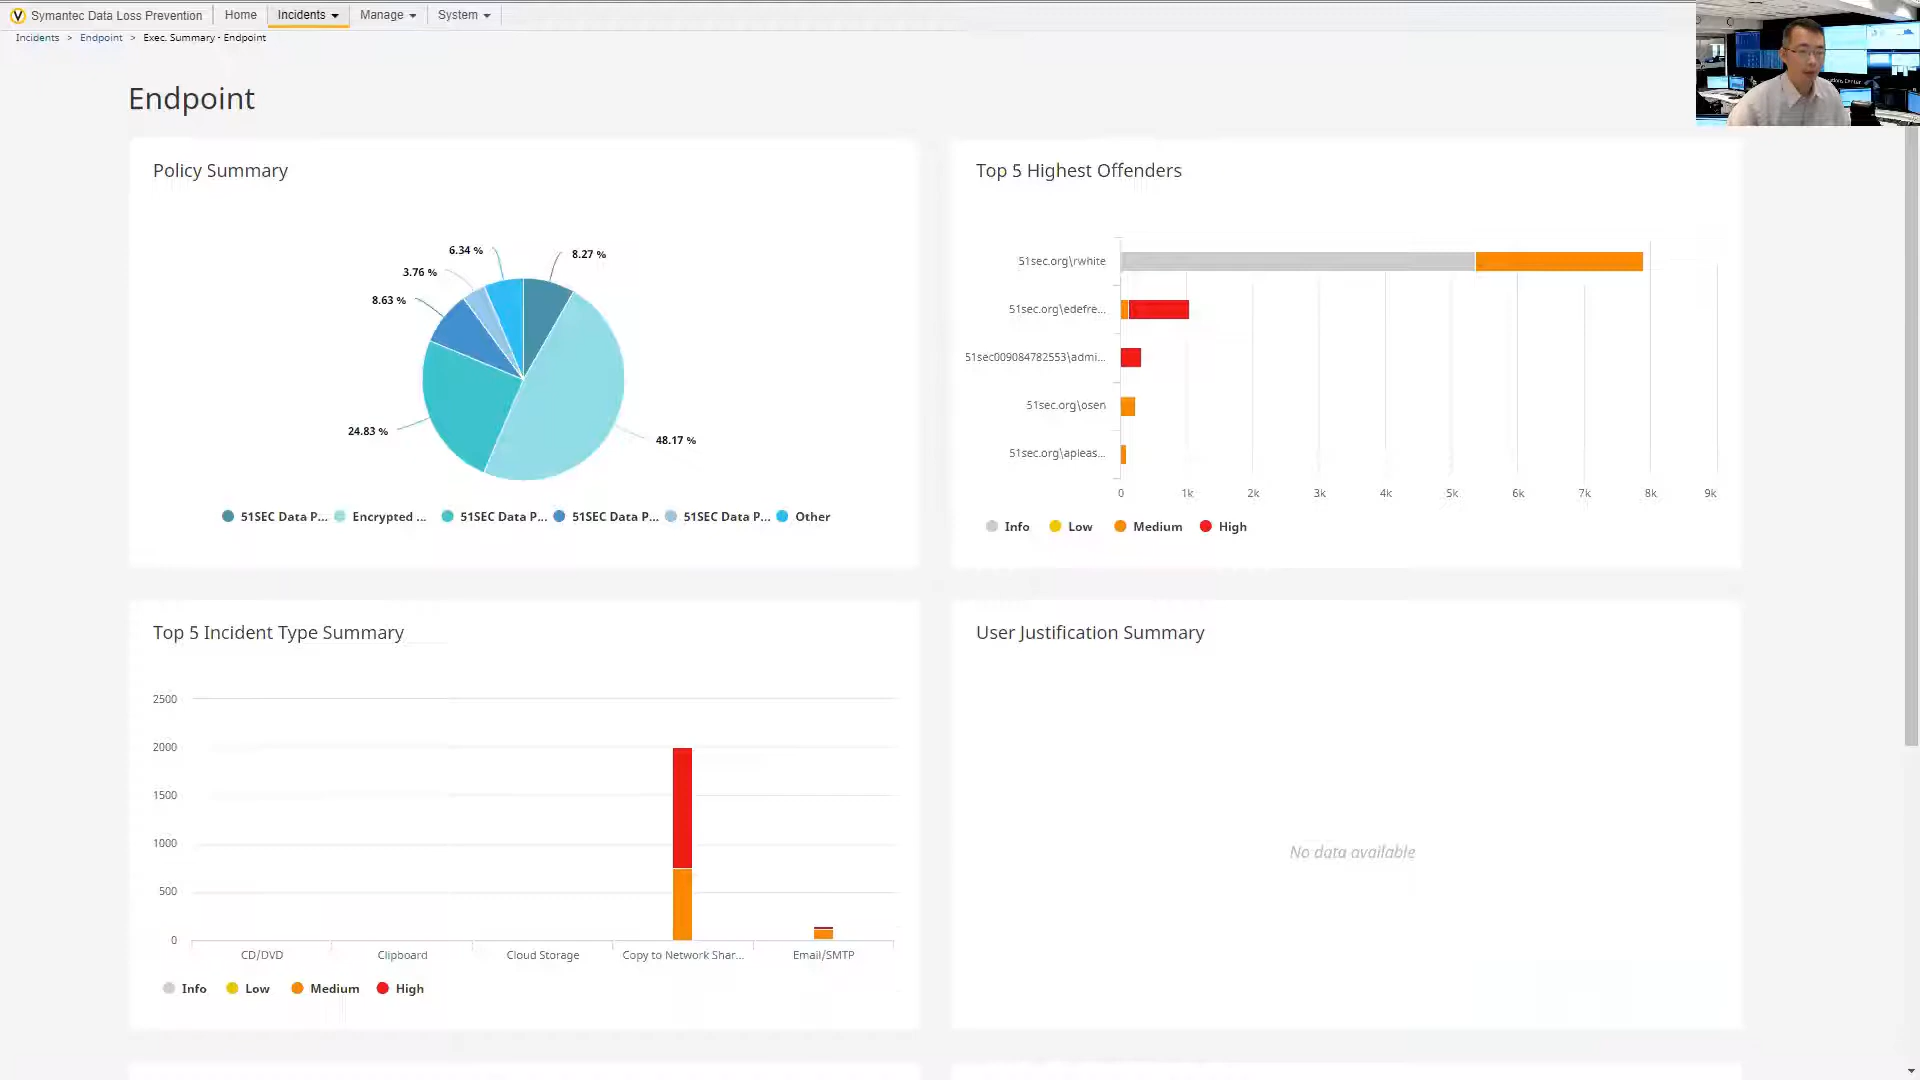 Symantec Data Loss Prevention Home Incidents Manage System
Incidents > Endpoint > Exec. Summary - Endpoint
Endpoint
Policy Summary
6.34 %
8.27 %
3.76 %
8.63 %
24.83 %
48.17 %
51SEC Data P... Encrypted ... 51SEC Data P... 51SEC Data P... 51SEC Data P... Other
Top 5 Highest Offenders
51sec.org\rwhite
51sec.org\edefre...
51sec009084782553\admi...
51sec.org\osen
51sec.org\apleas...
0 1k 2k 3k 4k 5k 6k 7k 8k 9k
Info Low Medium High
Top 5 Incident Type Summary
2500
2000
1500
1000
500
0
CD/DVD Clipboard Cloud Storage Copy to Network Shar... Email/SMTP
Info Low Medium High
User Justification Summary
No data available